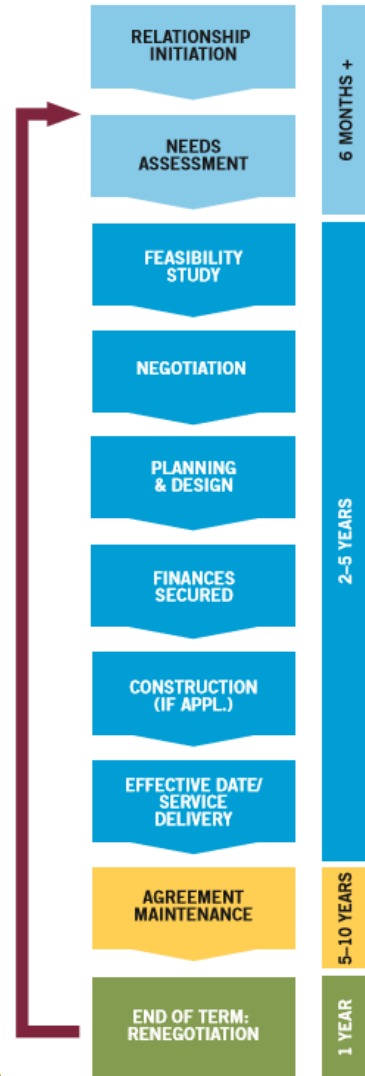 RELATIONSHIP
INITIATION
NEEDS
ASSESSMENT
6 MONTHS +
FEASIBILITY
STUDY
NEGOTIATION
PLANNING
& DESIGN
FINANCES
SECURED
CONSTRUCTION
(IF APPL.)
EFFECTIVE DATE/
SERVICE
DELIVERY
2–5 YEARS
AGREEMENT
MAINTENANCE
5–10 YEARS
END OF TERM:
RENEGOTIATION
1 YEAR